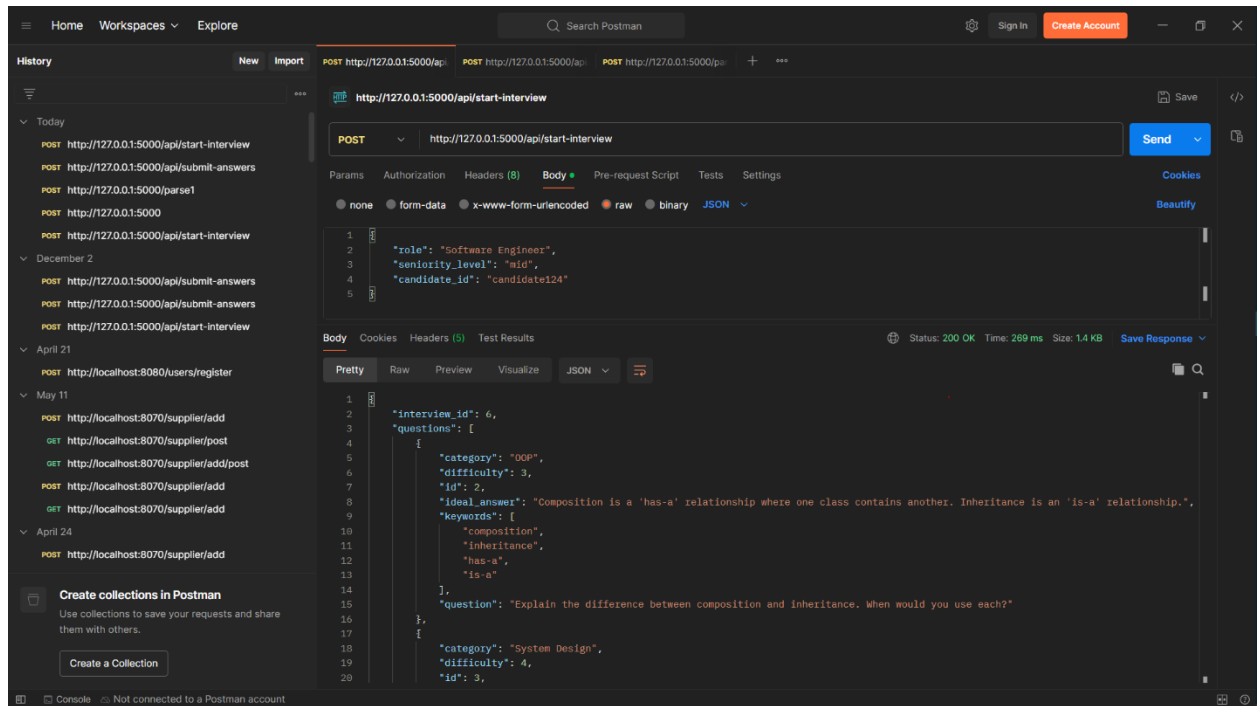 Home Workspaces Explore Search Postman Sign In Create Account
History New Import
POST http://127.0.0.1:5000/api POST http://127.0.0.1:5000/api POST http://127.0.0.1:5000/par
HTTP http://127.0.0.1:5000/api/start-interview Save
Today
POST http://127.0.0.1:5000/api/start-interview
POST http://127.0.0.1:5000/api/submit-answers
POST http://127.0.0.1:5000/parse1
POST http://127.0.0.1:5000
POST http://127.0.0.1:5000/api/start-interview
December 2
POST http://127.0.0.1:5000/api/submit-answers
POST http://127.0.0.1:5000/api/submit-answers
POST http://127.0.0.1:5000/api/start-interview
April 21
POST http://localhost:8080/users/register
May 11
POST http://localhost:8070/supplier/add
GET http://localhost:8070/supplier/post
GET http://localhost:8070/supplier/add/post
POST http://localhost:8070/supplier/add
GET http://localhost:8070/supplier/add
April 24
POST http://localhost:8070/supplier/add
Create collections in Postman
Use collections to save your requests and share
them with others.
Create a Collection
POST http://127.0.0.1:5000/api/start-interview Send
Params Authorization Headers (8) Body Pre-request Script Tests Settings Cookies
none form-data x-www-form-urlencoded raw binary JSON Beautify
1 {
2 "role": "Software Engineer",
3 "seniority_level": "mid",
4 "candidate_id": "candidate124"
5 }
Body Cookies Headers (5) Test Results Status: 200 OK Time: 269 ms Size: 1.4 KB Save Response
Pretty Raw Preview Visualize JSON
1 {
2 "interview_id": 6,
3 "questions": [
4 {
5 "category": "OOP",
6 "difficulty": 3,
7 "id": 2,
8 "ideal_answer": "Composition is a 'has-a' relationship where one class contains another. Inheritance is an 'is-a' relationship.",
9 "keywords": [
10 "composition",
11 "inheritance",
12 "has-a",
13 "is-a"
14 ],
15 "question": "Explain the difference between composition and inheritance. When would you use each?"
16 },
17 {
18 "category": "System Design",
19 "difficulty": 4,
20 "id": 3,
Console Not connected to a Postman account